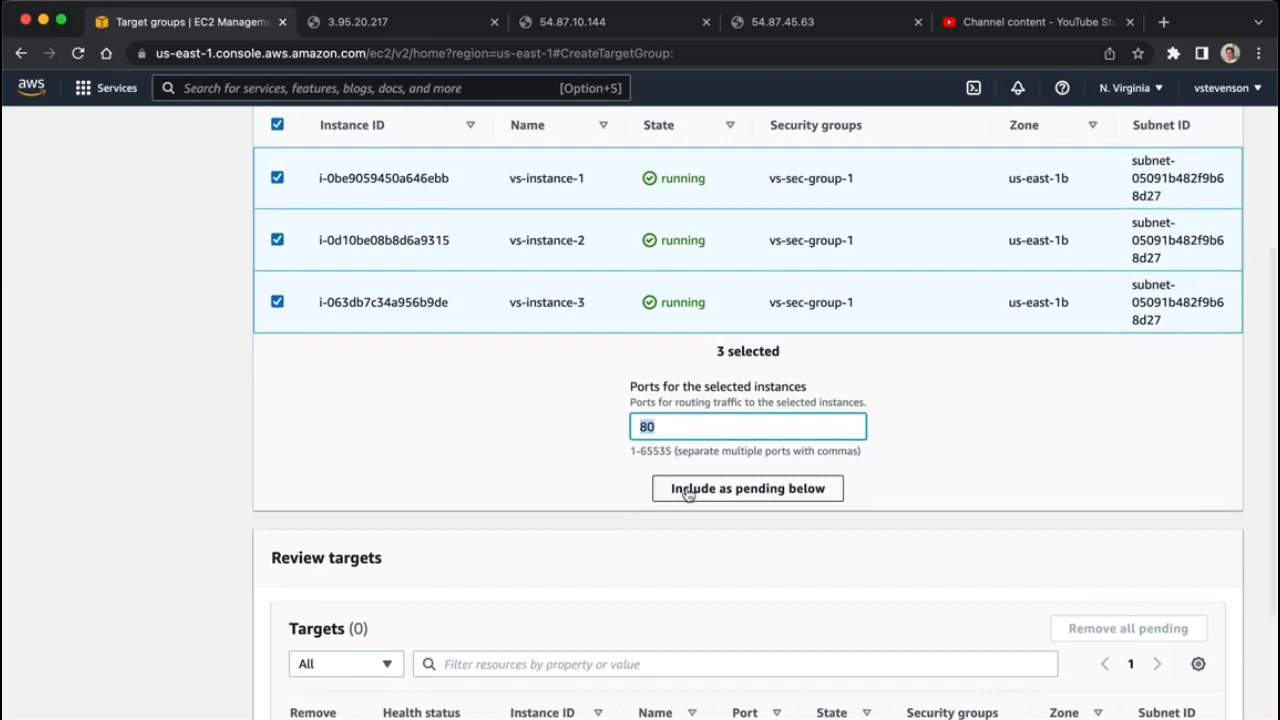 Target groups | EC2 Managem
3.95.20.217
54.87.10.144
54.87.45.63
Channel content - YouTube Stu
us-east-1.console.aws.amazon.com/ec2/v2/home?region=us-east-1#CreateTargetGroup:
aws
Services
Search for services, features, blogs, docs, and more
[Option+S]
N. Virginia
vstevenson
Instance ID
Name
State
Security groups
Zone
Subnet ID
i-0be9059450a646ebb
vs-instance-1
running
vs-sec-group-1
us-east-1b
subnet-
05091b482f9b6
8d27
i-0d10be08b8d6a9315
vs-instance-2
running
vs-sec-group-1
us-east-1b
subnet-
05091b482f9b6
8d27
i-063db7c34a956b9de
vs-instance-3
running
vs-sec-group-1
us-east-1b
subnet-
05091b482f9b6
8d27
3 selected
Ports for the selected instances
Ports for routing traffic to the selected instances.
80
1-65535 (separate multiple ports with commas)
Include as pending below
Review targets
Targets (0)
Remove all pending
All
Filter resources by property or value
1
Remove
Health status
Instance ID
Name
Port
State
Security groups
Zone
Subnet ID